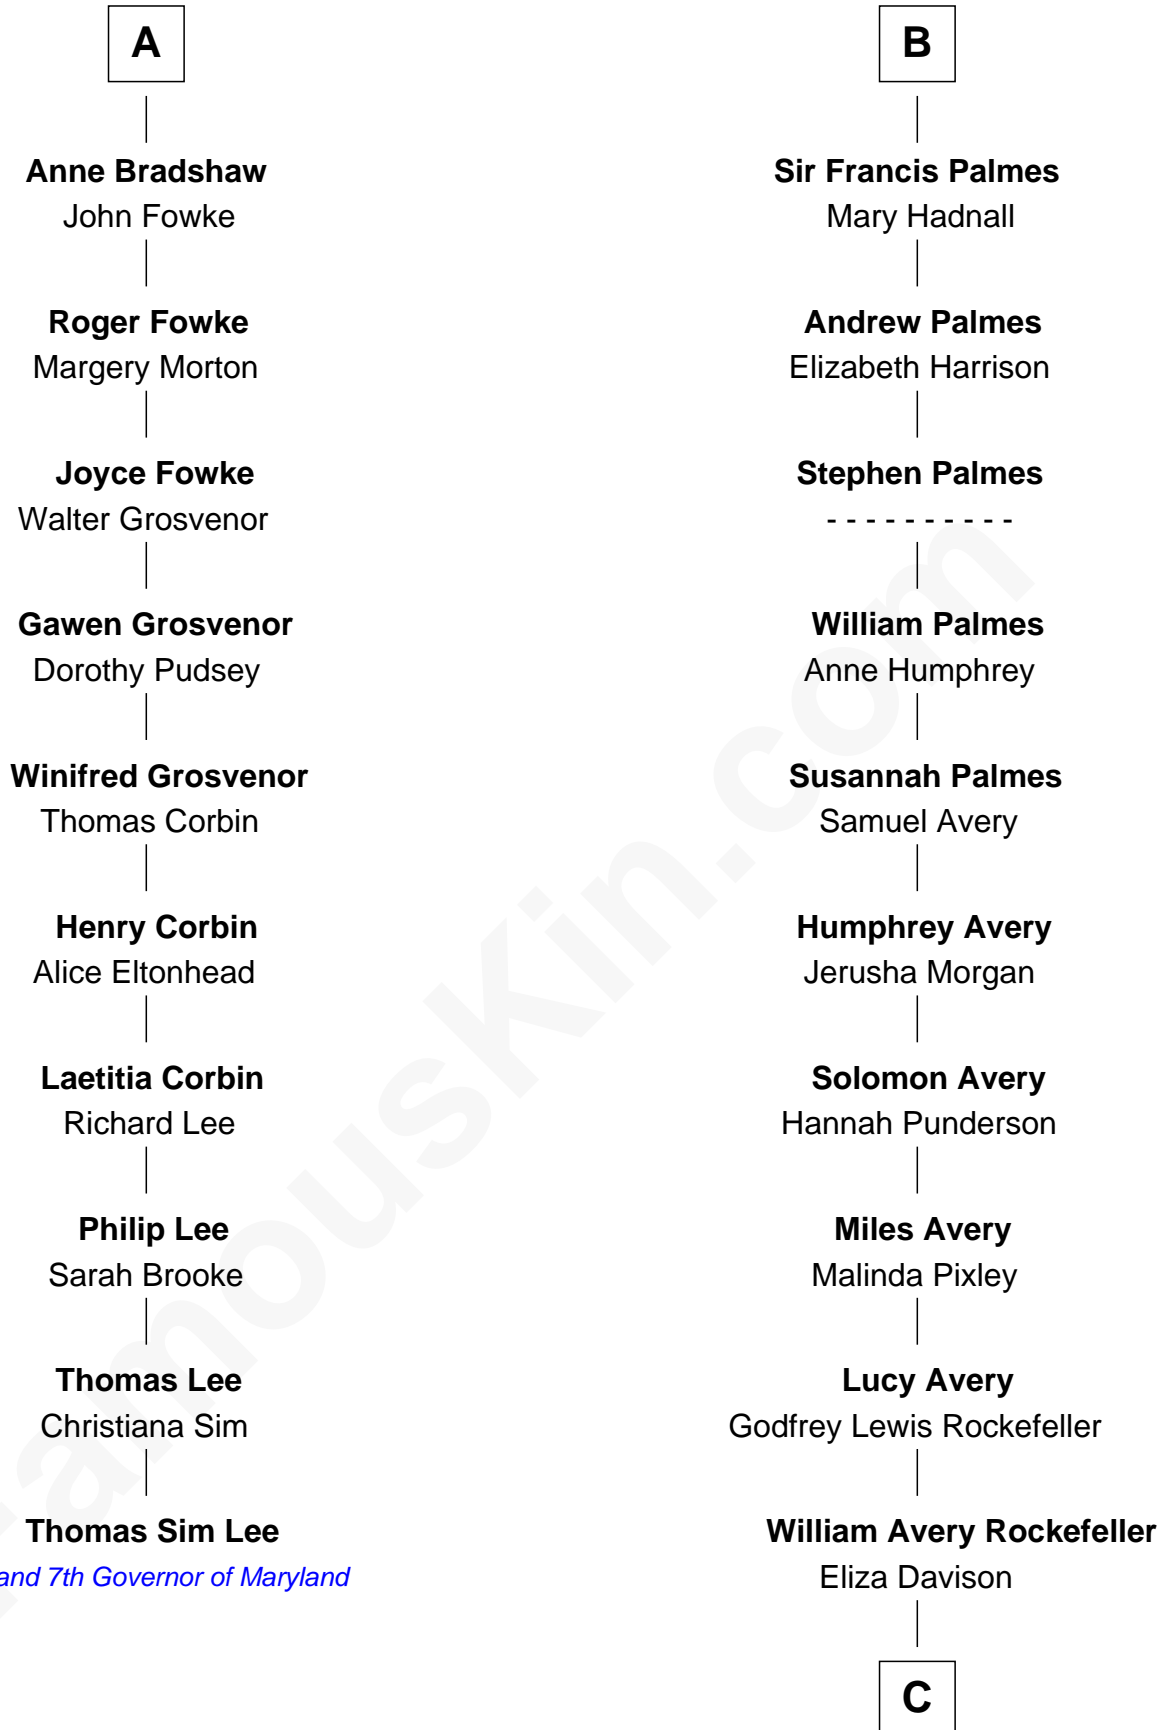 A
Anne Bradshaw
John Fowke
Roger Fowke
Margery Morton
Joyce Fowke
Walter Grosvenor
Gawen Grosvenor
Dorothy Pudsey
Winifred Grosvenor
Thomas Corbin
Henry Corbin
Alice Eltonhead
Laetitia Corbin
Richard Lee
Philip Lee
Sarah Brooke
Thomas Lee
Christiana Sim
Thomas Sim Lee
and 7th Governor of Maryland
B
Sir Francis Palmes
Mary Hadnall
Andrew Palmes
Elizabeth Harrison
Stephen Palmes
- - - - - - - - - -
William Palmes
Anne Humphrey
Susannah Palmes
Samuel Avery
Humphrey Avery
Jerusha Morgan
Solomon Avery
Hannah Punderson
Miles Avery
Malinda Pixley
Lucy Avery
Godfrey Lewis Rockefeller
William Avery Rockefeller
Eliza Davison
C
FamousKin.com